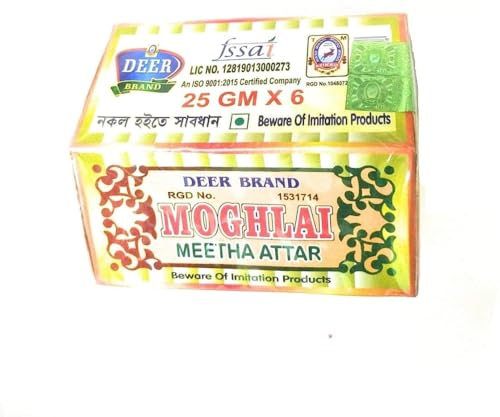 DEER
BRAND
fssai
LIC NO. 12819013000273
An ISO 9001:2015 Certified Company
25 GM X 6
T M
RGD No.1048072
নকল হইতে সাবধান
Beware Of Imitation Products
DEER BRAND
RGD No. 1531714
MOGHLAI
MEETHA ATTAR
Beware of Imitation Products